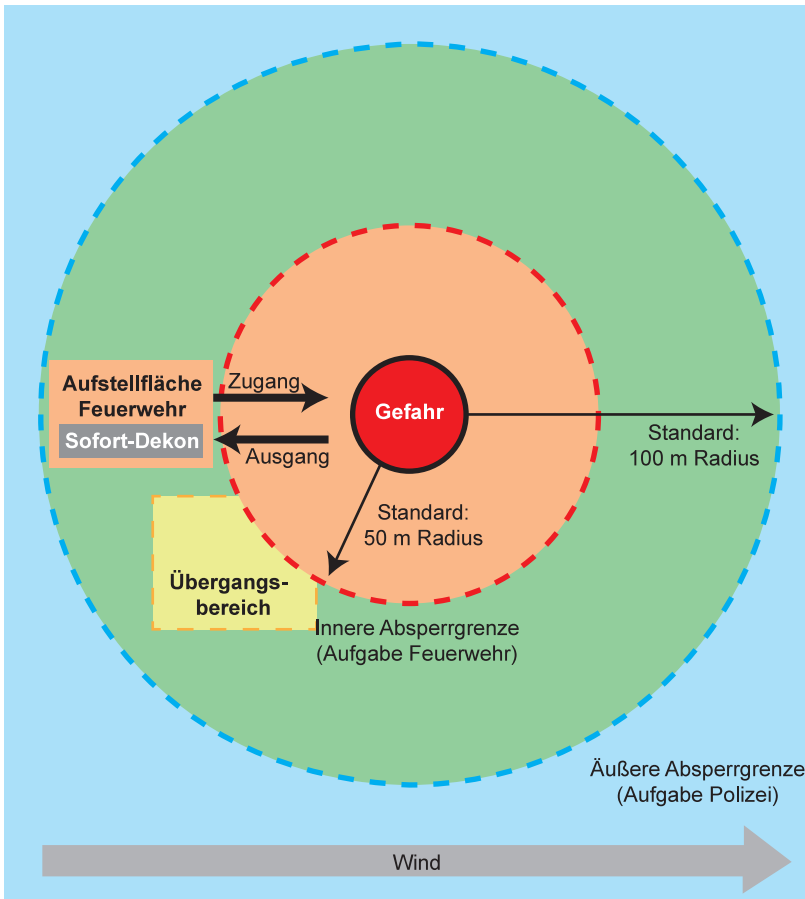 Aufstellfläche
Feuerwehr
Sofort-Dekon
Zugang
Ausgang
Gefahr
Standard:
100 m Radius
Standard:
50 m Radius
Übergangs-
bereich
Innere Absperrgrenze
(Aufgabe Feuerwehr)
Äußere Absperrgrenze
(Aufgabe Polizei)
Wind